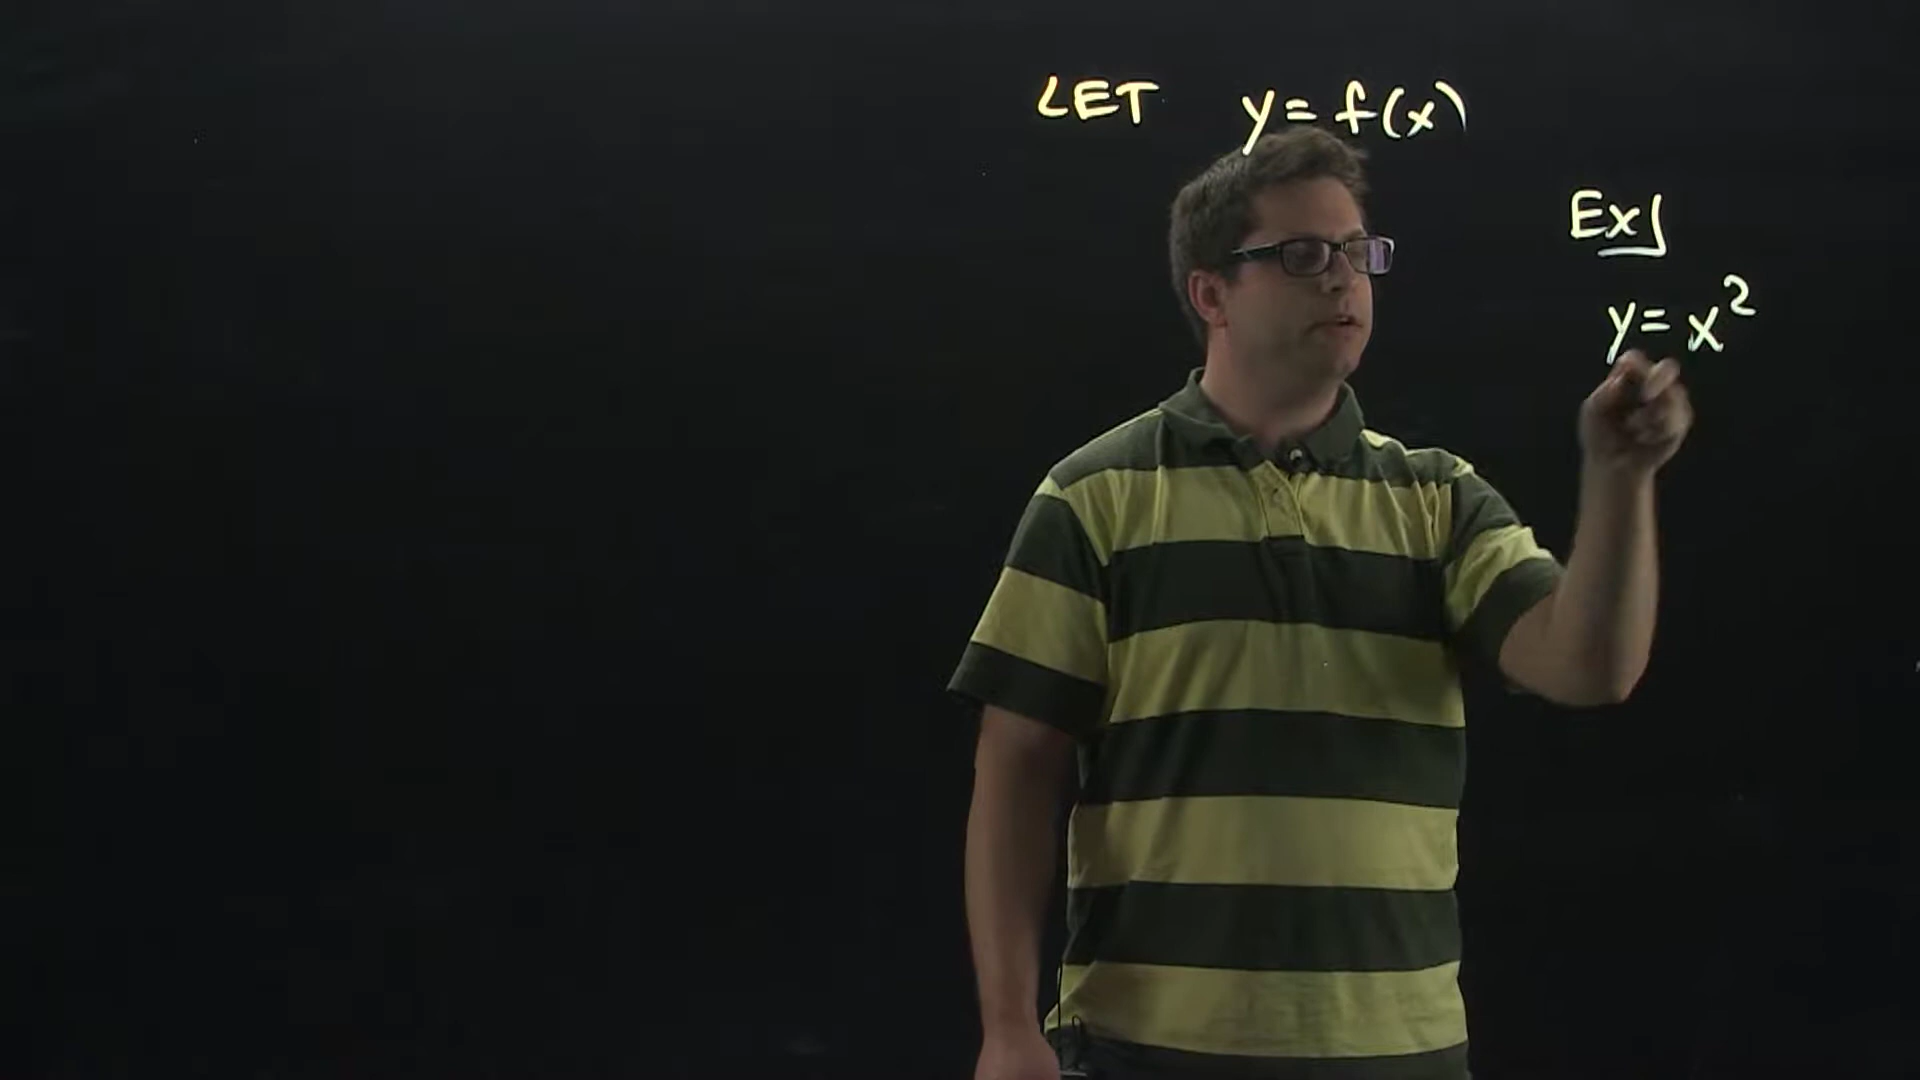 LET y = f(x)
Ex
y = x²